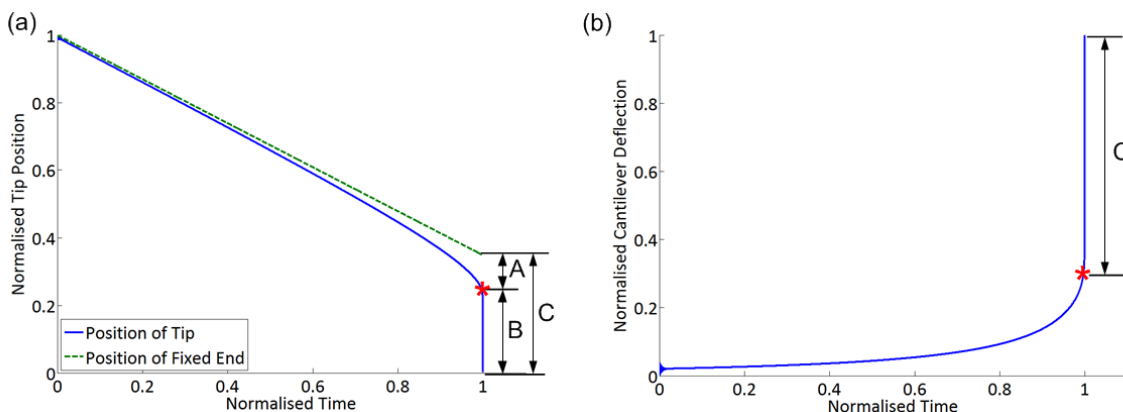 (a)
1
0.8
0.6
0.4
0.2
0
Normalised Tip Position
Position of Tip
Position of Fixed End
A
B
C
0 0.2 0.4 0.6 0.8 1
Normalised Time
(b)
1
0.8
0.6
0.4
0.2
0
Normalised Cantilever Deflection
C
0 0.2 0.4 0.6 0.8 1
Normalised Time